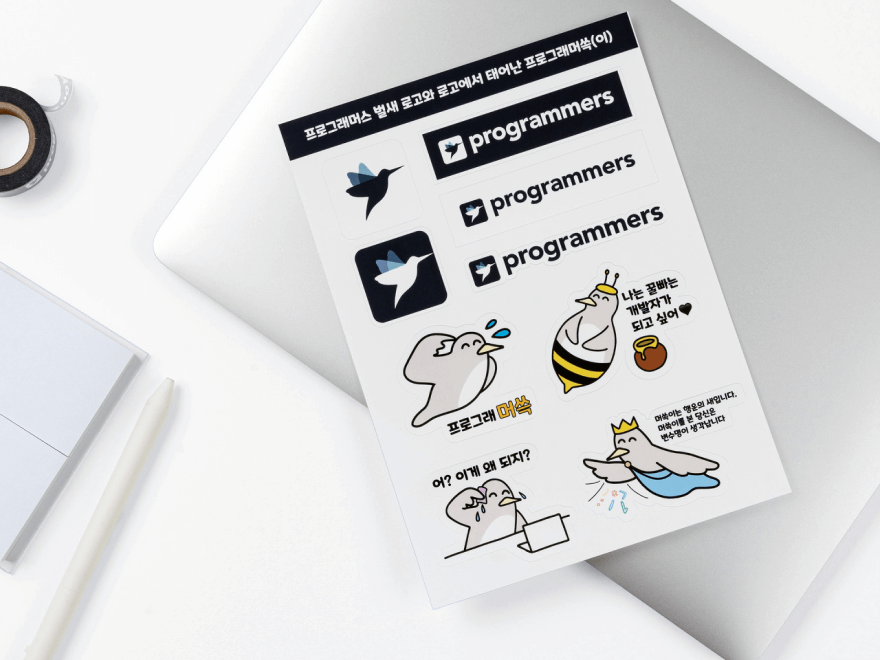 프로그래머스 벌새 로고와 로고에서 태어난 프로그래머쓱(이)
programmers
programmers
programmers
나는 꿀빠는
개발자가
되고 싶어♥
프로그래 머쓱
머쓱이는 행운의 새입니다.
머쓱이를 본 당신은
변수명이 생각납니다
어? 이게 왜 되지?